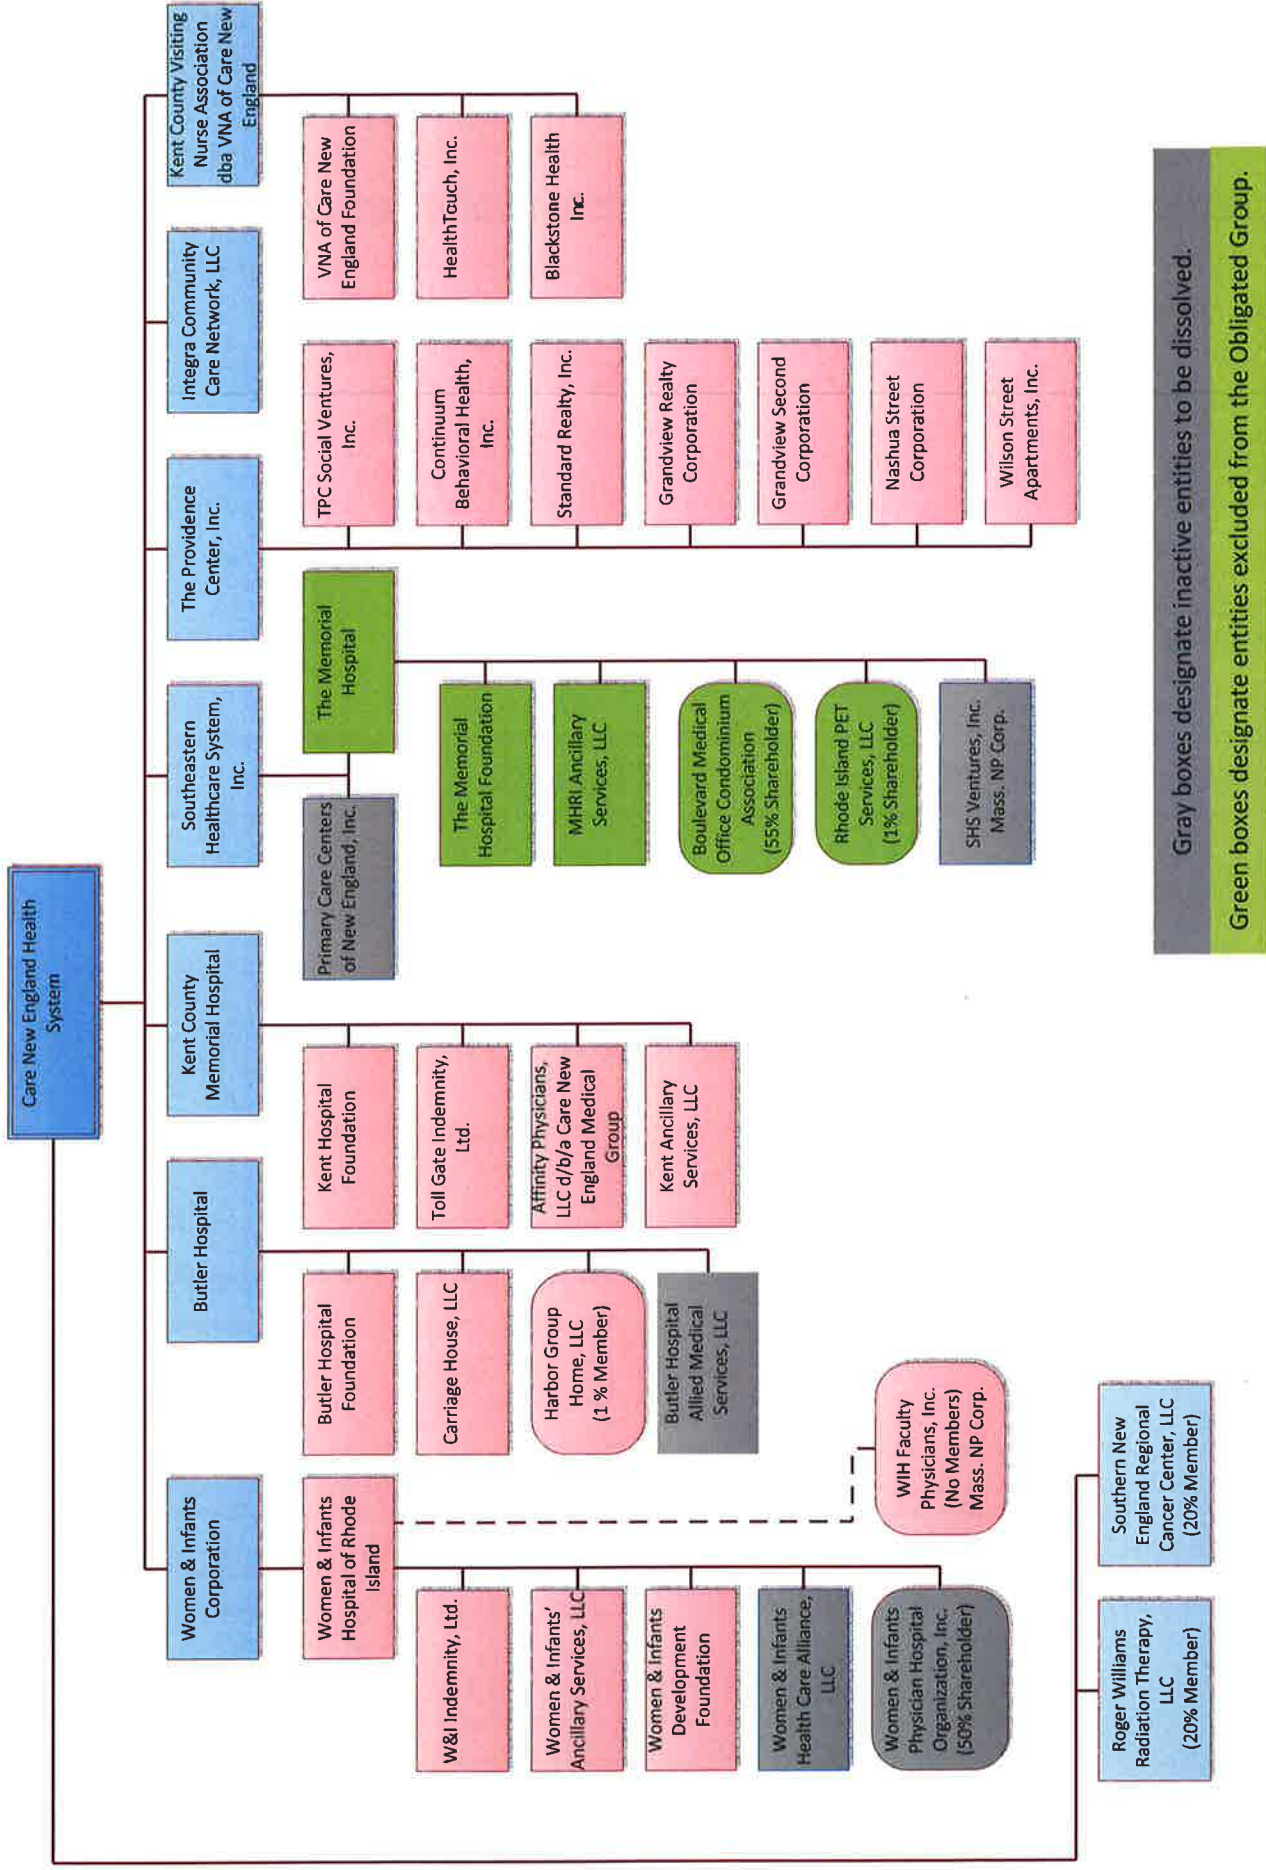 Care New England Health
System
Women & Infants
Corporation
Butler Hospital
Kent County
Memorial Hospital
Southeastern
Healthcare System,
Inc.
The Providence
Center, Inc.
Integra Community
Care Network, LLC
Kent County Visiting
Nurse Association
dba VNA of Care New
England
Women & Infants
Hospital of Rhode
Island
W&I Indemnity, Ltd.
Women & Infants'
Ancillary Services, LLC
Women & Infants
Development
Foundation
Women & Infants
Health Care Alliance,
LLC
Women & Infants
Physician Hospital
Organization, Inc.
(50% Shareholder)
WIH Faculty
Physicians, Inc.
(No Members)
Mass. NP Corp.
Butler Hospital
Foundation
Carriage House, LLC
Harbor Group
Home, LLC
(1 % Member)
Butler Hospital
Allied Medical
Services, LLC
Kent Hospital
Foundation
Toll Gate Indemnity,
Ltd.
Affinity Physicians,
LLC d/b/a Care New
England Medical
Group
Kent Ancillary
Services, LLC
Primary Care Centers
of New England, Inc.
The Memorial
Hospital
The Memorial
Hospital Foundation
MHRI Ancillary
Services, LLC
Boulevard Medical
Office Condominium
Association
(55% Shareholder)
Rhode Island PET
Services, LLC
(1% Shareholder)
SHS Ventures, Inc.
Mass. NP Corp.
TPC Social Ventures,
Inc.
Continuum
Behavioral Health,
Inc.
Standard Realty, Inc.
Grandview Realty
Corporation
Grandview Second
Corporation
Nashua Street
Corporation
Wilson Street
Apartments, Inc.
VNA of Care New
England Foundation
HealthTouch, Inc.
Blackstone Health
Inc.
Roger Williams
Radiation Therapy,
LLC
(20% Member)
Southern New
England Regional
Cancer Center, LLC
(20% Member)
Gray boxes designate inactive entities to be dissolved.
Green boxes designate entities excluded from the Obligated Group.